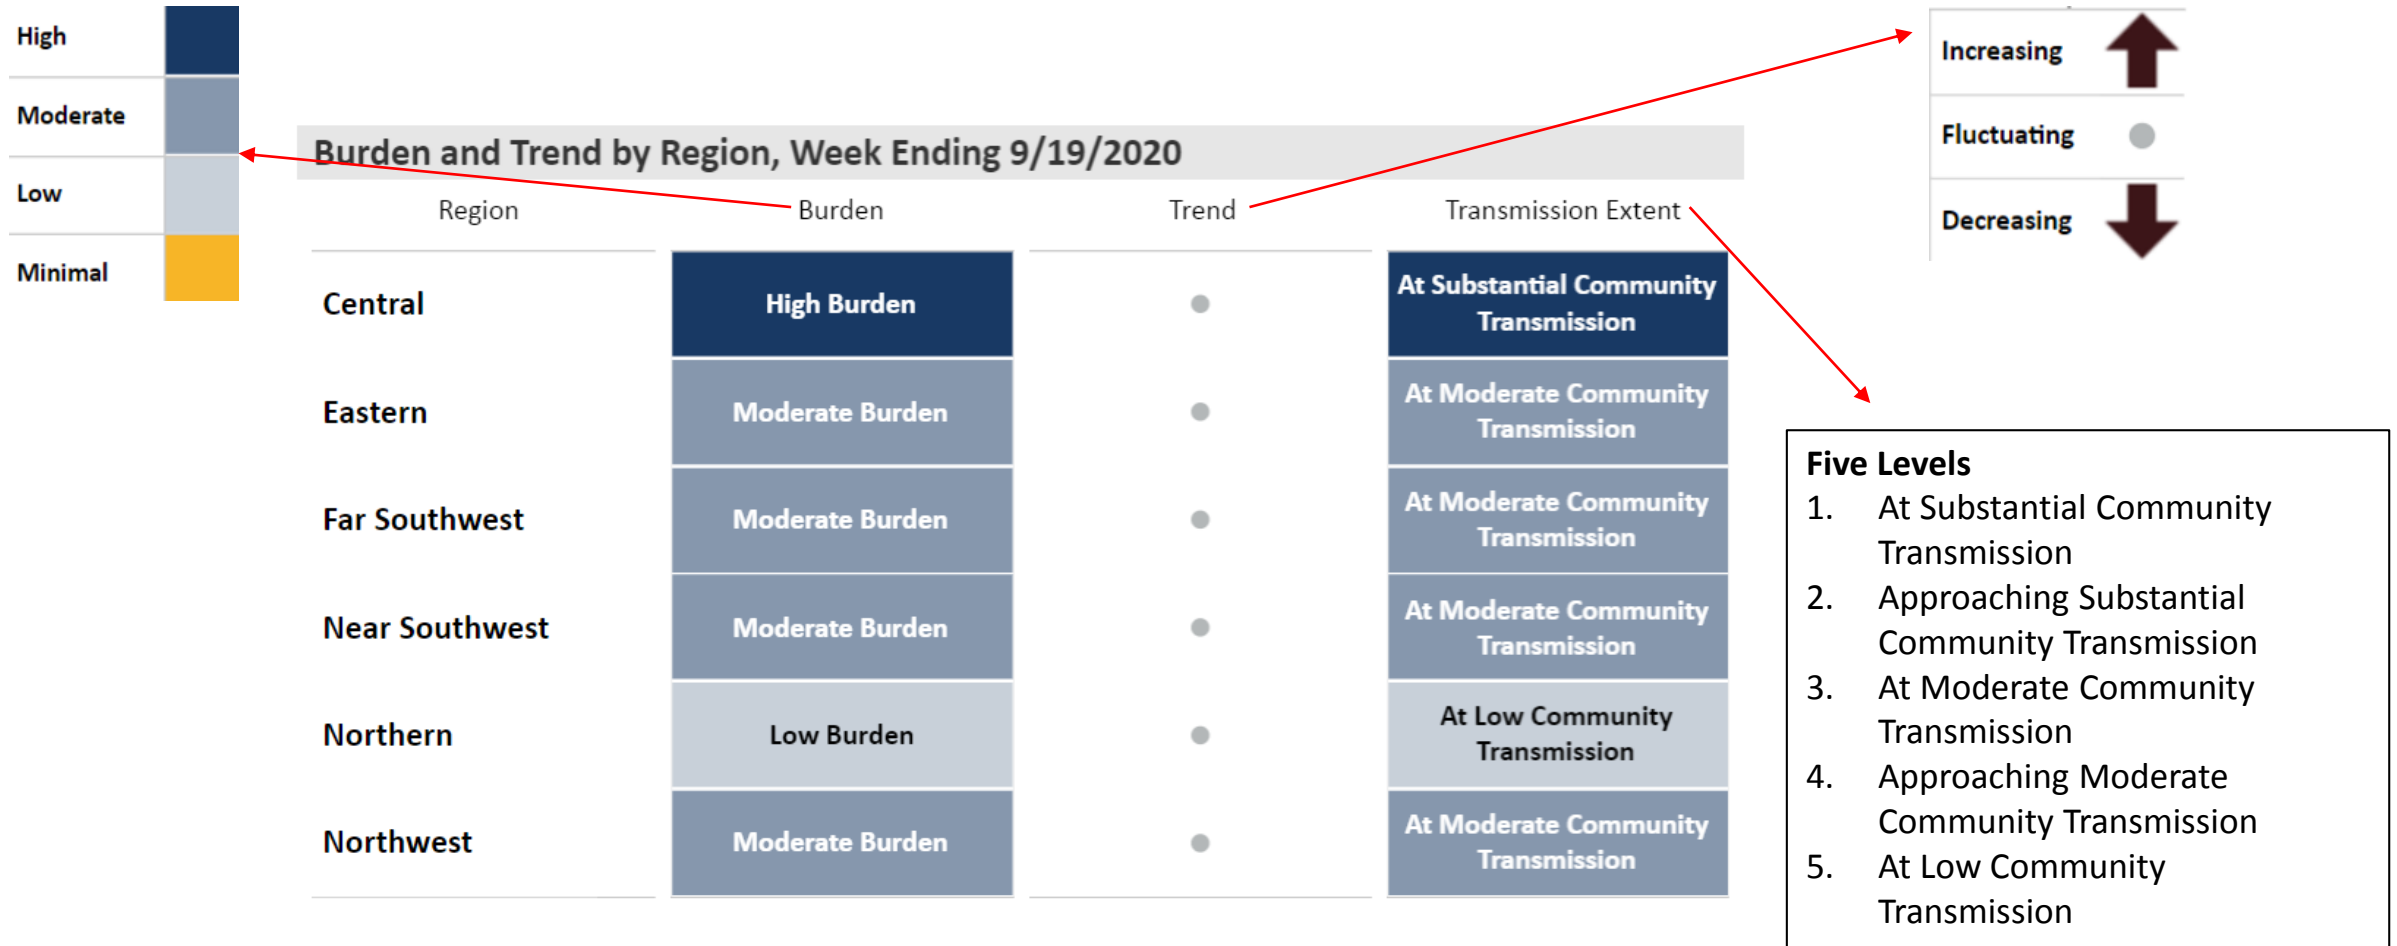 High
Moderate
Low
Minimal
Increasing
Fluctuating
Decreasing
Burden and Trend by Region, Week Ending 9/19/2020
Region Burden Trend Transmission Extent
Central
High Burden
At Substantial Community
Transmission
Eastern
Moderate Burden
At Moderate Community
Transmission
Far Southwest
Moderate Burden
At Moderate Community
Transmission
Near Southwest
Moderate Burden
At Moderate Community
Transmission
Northern
Low Burden
At Low Community
Transmission
Northwest
Moderate Burden
At Moderate Community
Transmission
Five Levels
1. At Substantial Community
Transmission
2. Approaching Substantial
Community Transmission
3. At Moderate Community
Transmission
4. Approaching Moderate
Community Transmission
5. At Low Community
Transmission